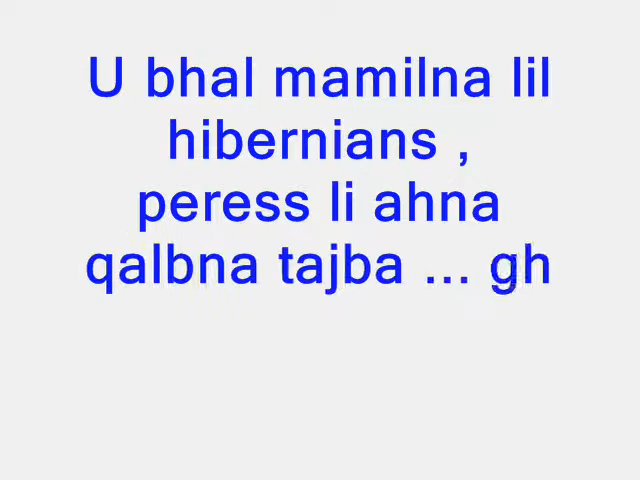 U bhal mamilna lil
hibernians ,
peress li ahna
qalbna tajba ... gh